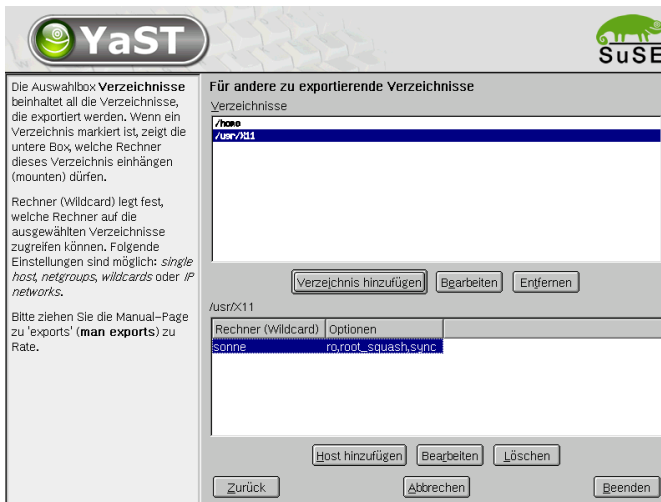 YaST
SuSE
Die Auswahlbox Verzeichnisse
beinhaltet all die Verzeichnisse,
die exportiert werden. Wenn ein
Verzeichnis markiert ist, zeigt die
untere Box, welche Rechner
dieses Verzeichnis einhängen
(mounten) dürfen.
Rechner (Wildcard) legt fest,
welche Rechner auf die
ausgewählten Verzeichnisse
zugreifen können. Folgende
Einstellungen sind möglich: single
host, netgroups, wildcards oder IP
networks.
Bitte ziehen Sie die Manual-Page
zu 'exports' (man exports) zu
Rate.
Für andere zu exportierende Verzeichnisse
Verzeichnisse
/home
/usr/X11
Verzeichnis hinzufügen Bearbeiten Entfernen
/usr/X11
Rechner (Wildcard) Optionen
sonne ro,root_squash,sync
Host hinzufügen Bearbeiten Löschen
Zurück Abbrechen Beenden